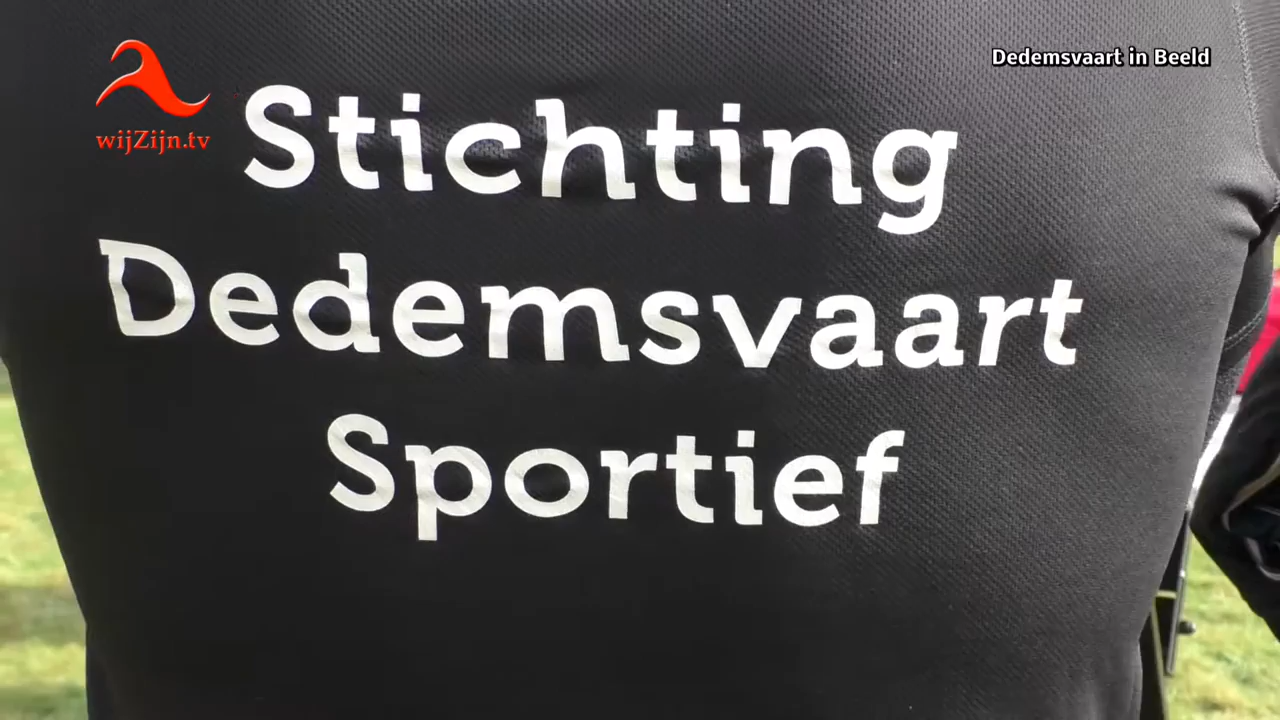 Dedemsvaart in Beeld
wijZijn.tv
Stichting
Dedemsvaart
Sportief